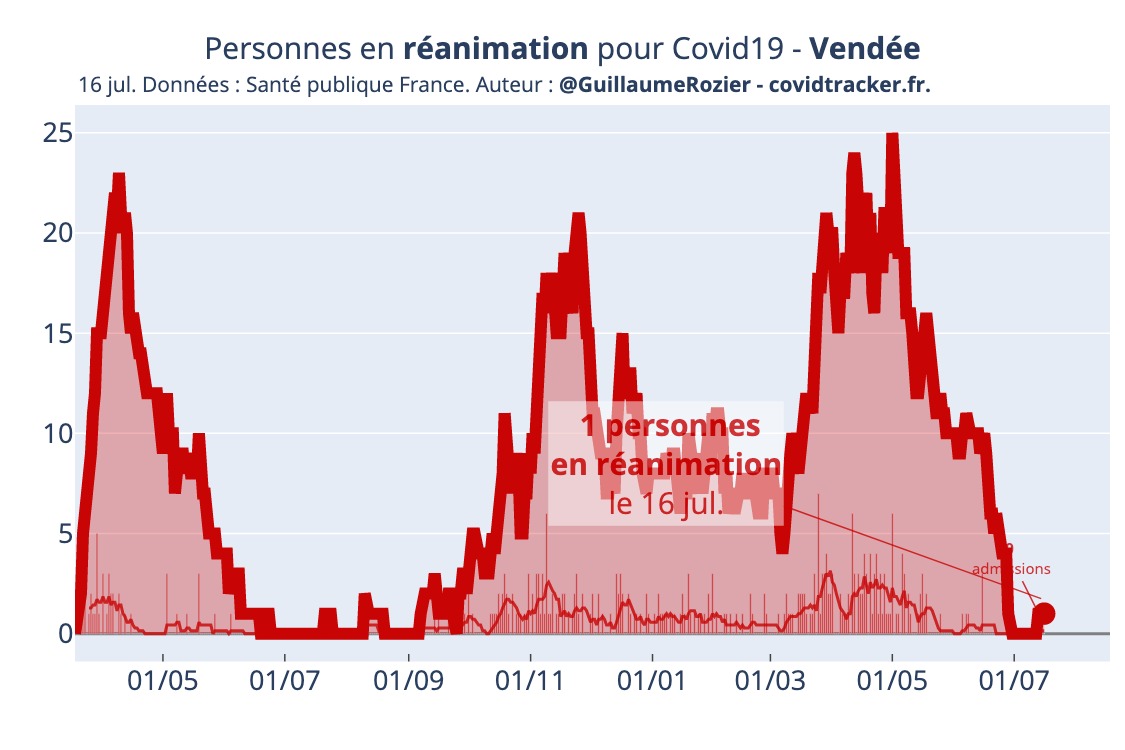 Personnes en réanimation pour Covid19 - Vendée
16 jul. Données : Santé publique France. Auteur : @GuillaumeRozier - covidtracker.fr.
25
20
15
10
5
0
1 personnes
en réanimation
le 16 jul.
admissions
01/05 01/07 01/09 01/11 01/01 01/03 01/05 01/07